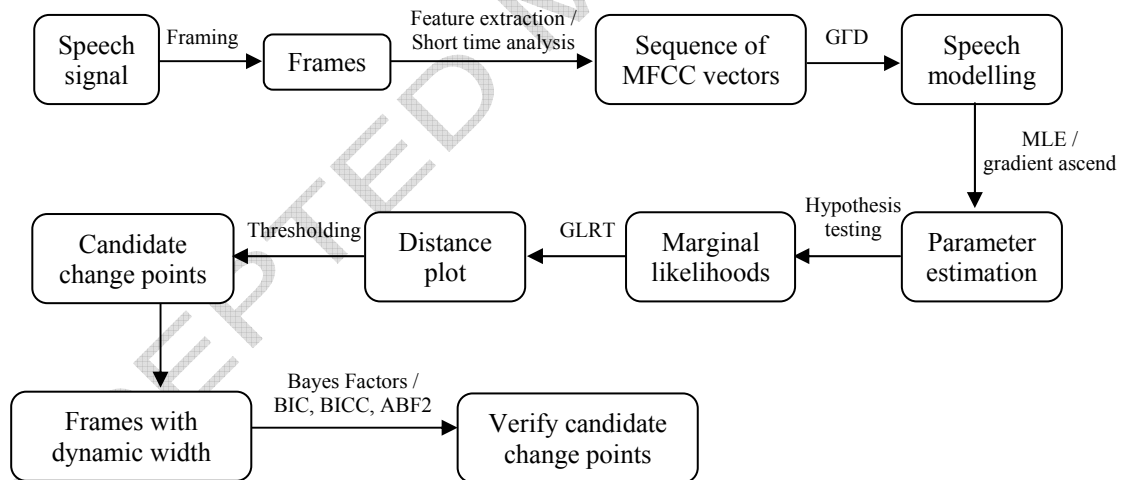 Speech
signal
Framing
Frames
Feature extraction /
Short time analysis
Sequence of
MFCC vectors
GΓD
Speech
modelling
MLE /
gradient ascend
Parameter
estimation
Hypothesis
testing
Marginal
likelihoods
GLRT
Distance
plot
Thresholding
Candidate
change points
Frames with
dynamic width
Bayes Factors /
BIC, BICC, ABF2
Verify candidate
change points
EPTED M